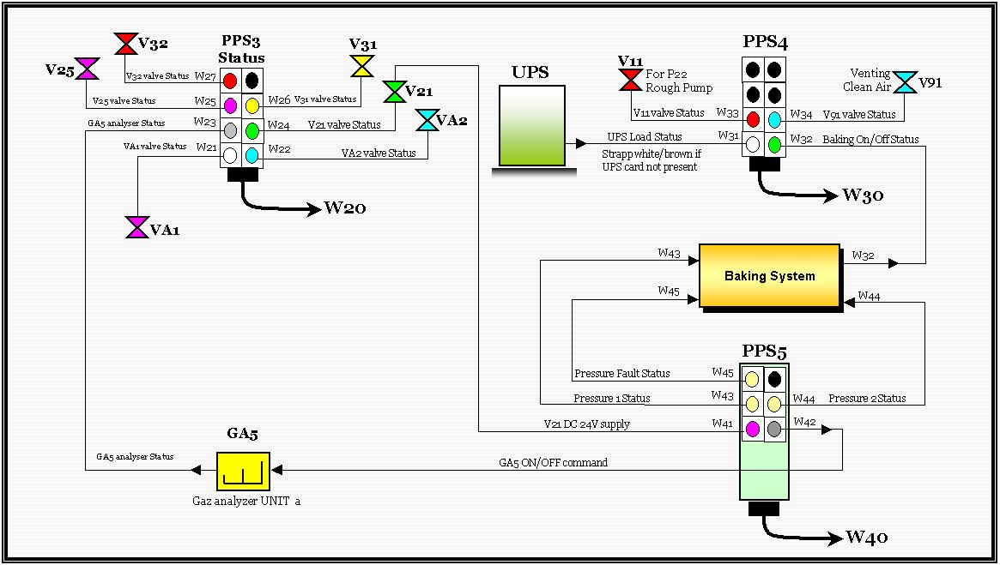 V32
PPS3
Status
V31
V25
V32 valve Status
W27
V25 valve Status
W25
W26
V31 valve Status
V21
GA5 analyser Status
W23
W24
V21 valve Status
VA2
VA1 valve Status
W21
W22
VA2 valve Status
W20
VA1
UPS
V11
For P22
Rough Pump
PPS4
Venting
Clean Air
V91
V11 valve Status
W33
W34
V91 valve Status
UPS Load Status
W31
W32
Baking On/Off Status
Strapp white/brown if
UPS card not present
W30
W43
Baking System
W32
W45
W44
PPS5
Pressure Fault Status
W45
Pressure 1 Status
W43
W44
Pressure 2 Status
V21 DC 24V supply
W41
W42
GA5
GA5 analyser Status
GA5 ON/OFF command
Gaz analyzer UNIT a
W40